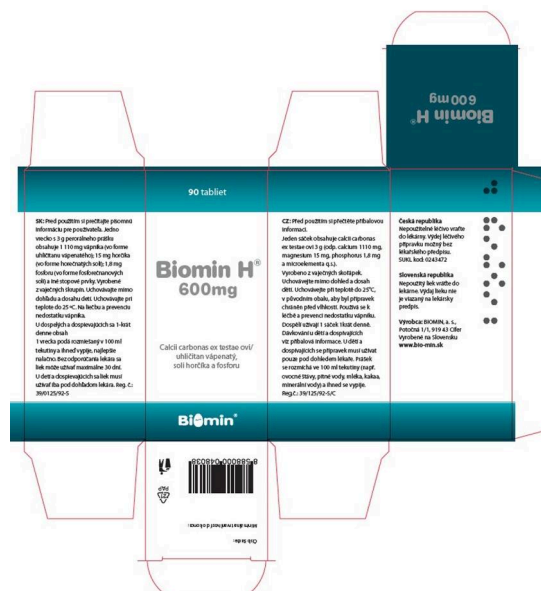 Biomin H®
600 mg
90 tabliet
SK: Pred použitím si prečítajte písomnú
informáciu pre používateľa. Jedno
vrecko s 3 g perorálneho prášku
obsahuje 1 110 mg vápnika (vo forme
uhličitanu vápenatého); 15 mg horčíka
(vo forme horečnatých solí); 1,8 mg
fosforu (vo forme fosforečnanových
solí) a iné stopové prvky. Vyrobené
z vaječných škrupín. Uchovávajte mimo
dohľadu a dosahu detí. Uchovávajte pri
teplote do 25 °C. Na liečbu a prevenciu
nedostatku vápnika.
U dospelých a dospievajúcich sa 1-krát
denne obsah
1 vrecka podá rozmiešaný v 100 ml
tekutiny a ihneď vypije, najlepšie
nalačno. Bez odporúčania lekára sa
liek môže užívať maximálne 30 dní.
U detí a dospievajúcich sa liek musí
užívať iba pod dohľadom lekára. Reg. č.:
39/0125/92-S
Biomin H®
600mg
Calcii carbonas ex testae ovi/
uhličitan vápenatý,
soli horčíka a fosforu
CZ: Před použitím si přečtěte příbalovou
informaci.
Jeden sáček obsahuje calcii carbonas
ex testae ovi 3 g (odp. calcium 1110 mg,
magnesium 15 mg, phosphorus 1,8 mg
a microelementa q.s.).
Vyrobeno z vaječných skořápek.
Uchovávejte mimo dohled a dosah
dětí. Uchovávejte při teplotě do 25°C,
v původním obalu, aby byl přípravek
chráněn před vlhkostí. Používá se k
léčbě a prevenci nedostatku vápníku.
Dospělí užívají 1 sáček 1krát denně.
Dávkování u dětí a dospívajících
viz příbalová informace. U dětí a
dospívajících se přípravek musí užívat
pouze pod dohledem lékaře. Prášek
se rozmíchá ve 100 ml tekutiny (např.
ovocné šťávy, pitné vody, mléka, kakaa,
minerální vody) a ihned se vypije.
Reg.č.: 39/125/92-S/C
Česká republika
Nepoužitelné léčivo vraťte
do lékárny. Výdej léčivého
přípravku možný bez
lékařského předpisu.
SUKL kod: 0243472
Slovenská republika
Nepoužitý liek vráťte do
lekárne. Výdaj lieku nie
je viazaný na lekársky
predpis.
Výrobca: BIOMIN, a. s.,
Potočná 1/1, 919 43 Cífer
Vyrobené na Slovensku
www.bio-min.sk
Biomin®
8 588000 048038
PAP